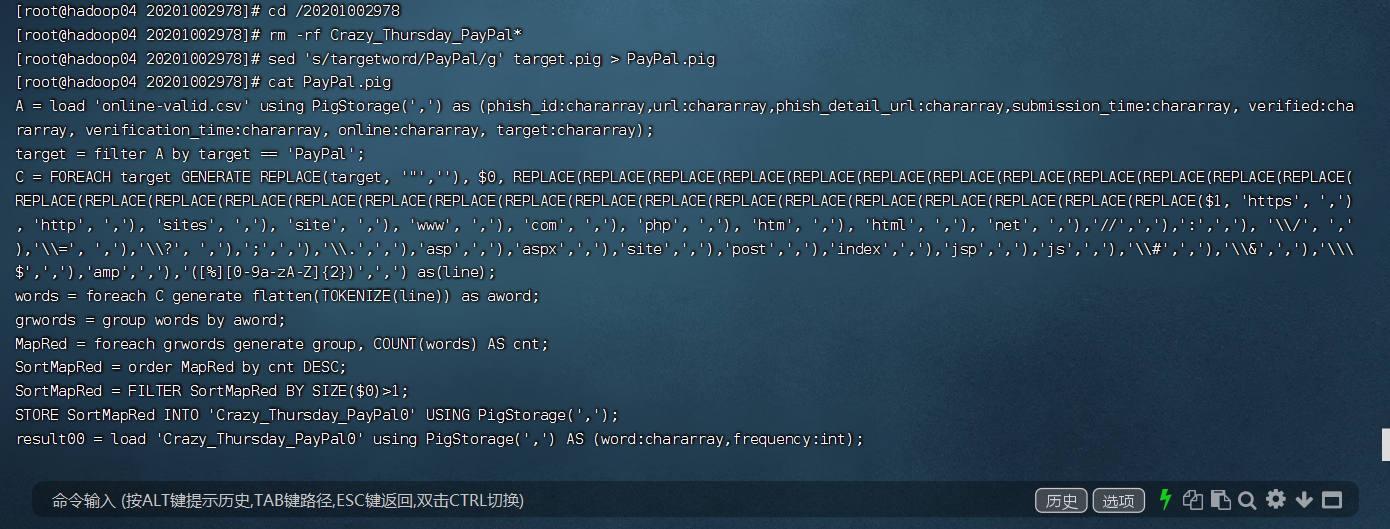 [root@hadoop04 20201002978]# cd /20201002978
[root@hadoop04 20201002978]# rm -rf Crazy_Thursday_PayPal*
[root@hadoop04 20201002978]# sed 's/targetword/PayPal/g' target.pig > PayPal.pig
[root@hadoop04 20201002978]# cat PayPal.pig
A = load 'online-valid.csv' using PigStorage(',') as (phish_id:chararray,url:chararray,phish_detail_url:chararray,submission_time:chararray, verified:cha
rarray, verification_time:chararray, online:chararray, target:chararray);
target = filter A by target == 'PayPal';
C = FOREACH target GENERATE REPLACE(target, '"',''), $0, REPLACE(REPLACE(REPLACE(REPLACE(REPLACE(REPLACE(REPLACE(REPLACE(REPLACE(REPLACE(REPLACE(REPLACE(
REPLACE(REPLACE(REPLACE(REPLACE(REPLACE(REPLACE(REPLACE(REPLACE(REPLACE(REPLACE(REPLACE(REPLACE(REPLACE(REPLACE(REPLACE(REPLACE($1, 'https', ',')
, 'http', ','), 'sites', ','), 'site', ','), 'www', ','), 'com', ','), 'php', ','), 'htm', ','), 'html', ','), 'net', ','),'//',','),':',','), '\\/', ','
),'\\=', ','),'\\?', ','),';',','),'\\.',','),'asp',','),'aspx',','),'site',','),'post',','),'index',','),'jsp',','),'js',','),'\\#',','),'\\&',','),'\\\
$',','),'amp',','),'([%][0-9a-zA-Z]{2})',',') as(line);
words = foreach C generate flatten(TOKENIZE(line)) as aword;
grwords = group words by aword;
MapRed = foreach grwords generate group, COUNT(words) AS cnt;
SortMapRed = order MapRed by cnt DESC;
SortMapRed = FILTER SortMapRed BY SIZE($0)>1;
STORE SortMapRed INTO 'Crazy_Thursday_PayPal0' USING PigStorage(',');
result00 = load 'Crazy_Thursday_PayPal0' using PigStorage(',') AS (word:chararray,frequency:int);
命令输入 (按ALT键提示历史,TAB键路径,ESC键返回,双击CTRL切换)
历史 选项